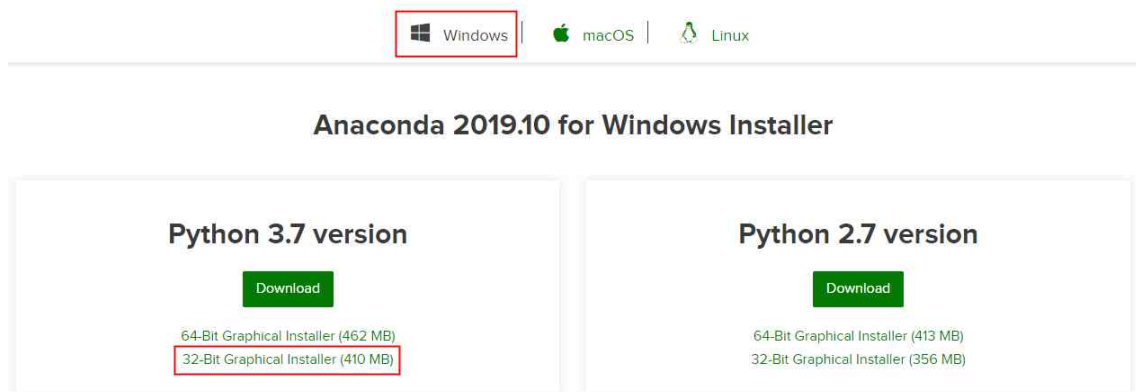 Windows | macOS | Linux
Anaconda 2019.10 for Windows Installer
Python 3.7 version
Download
64-Bit Graphical Installer (462 MB)
32-Bit Graphical Installer (410 MB)
Python 2.7 version
Download
64-Bit Graphical Installer (413 MB)
32-Bit Graphical Installer (356 MB)